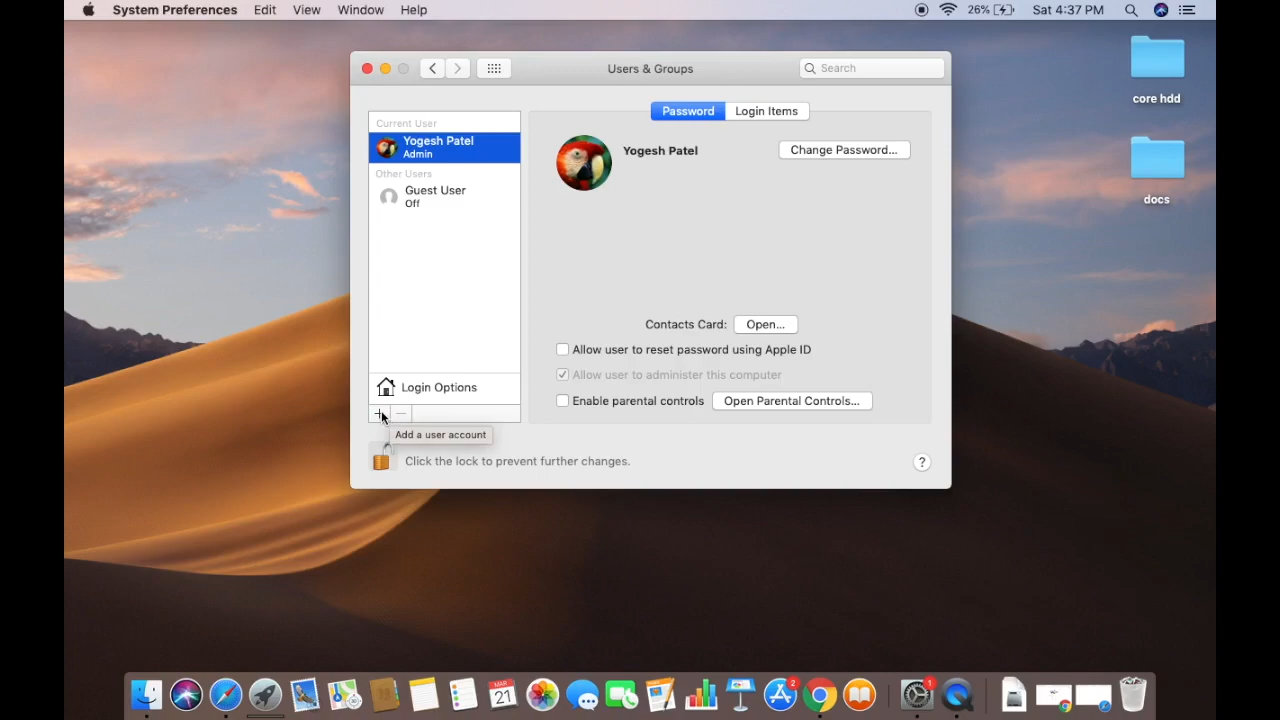 System Preferences Edit View Window Help 26% Sat 4:37 PM
Users & Groups
Search
core hdd
docs
Password Login Items
Current User
Yogesh Patel
Admin
Other Users
Guest User
Off
Login Options
+ −
Add a user account
Yogesh Patel
Change Password...
Contacts Card: Open...
Allow user to reset password using Apple ID
Allow user to administer this computer
Enable parental controls Open Parental Controls...
Click the lock to prevent further changes.
?
MAR
21
2
1